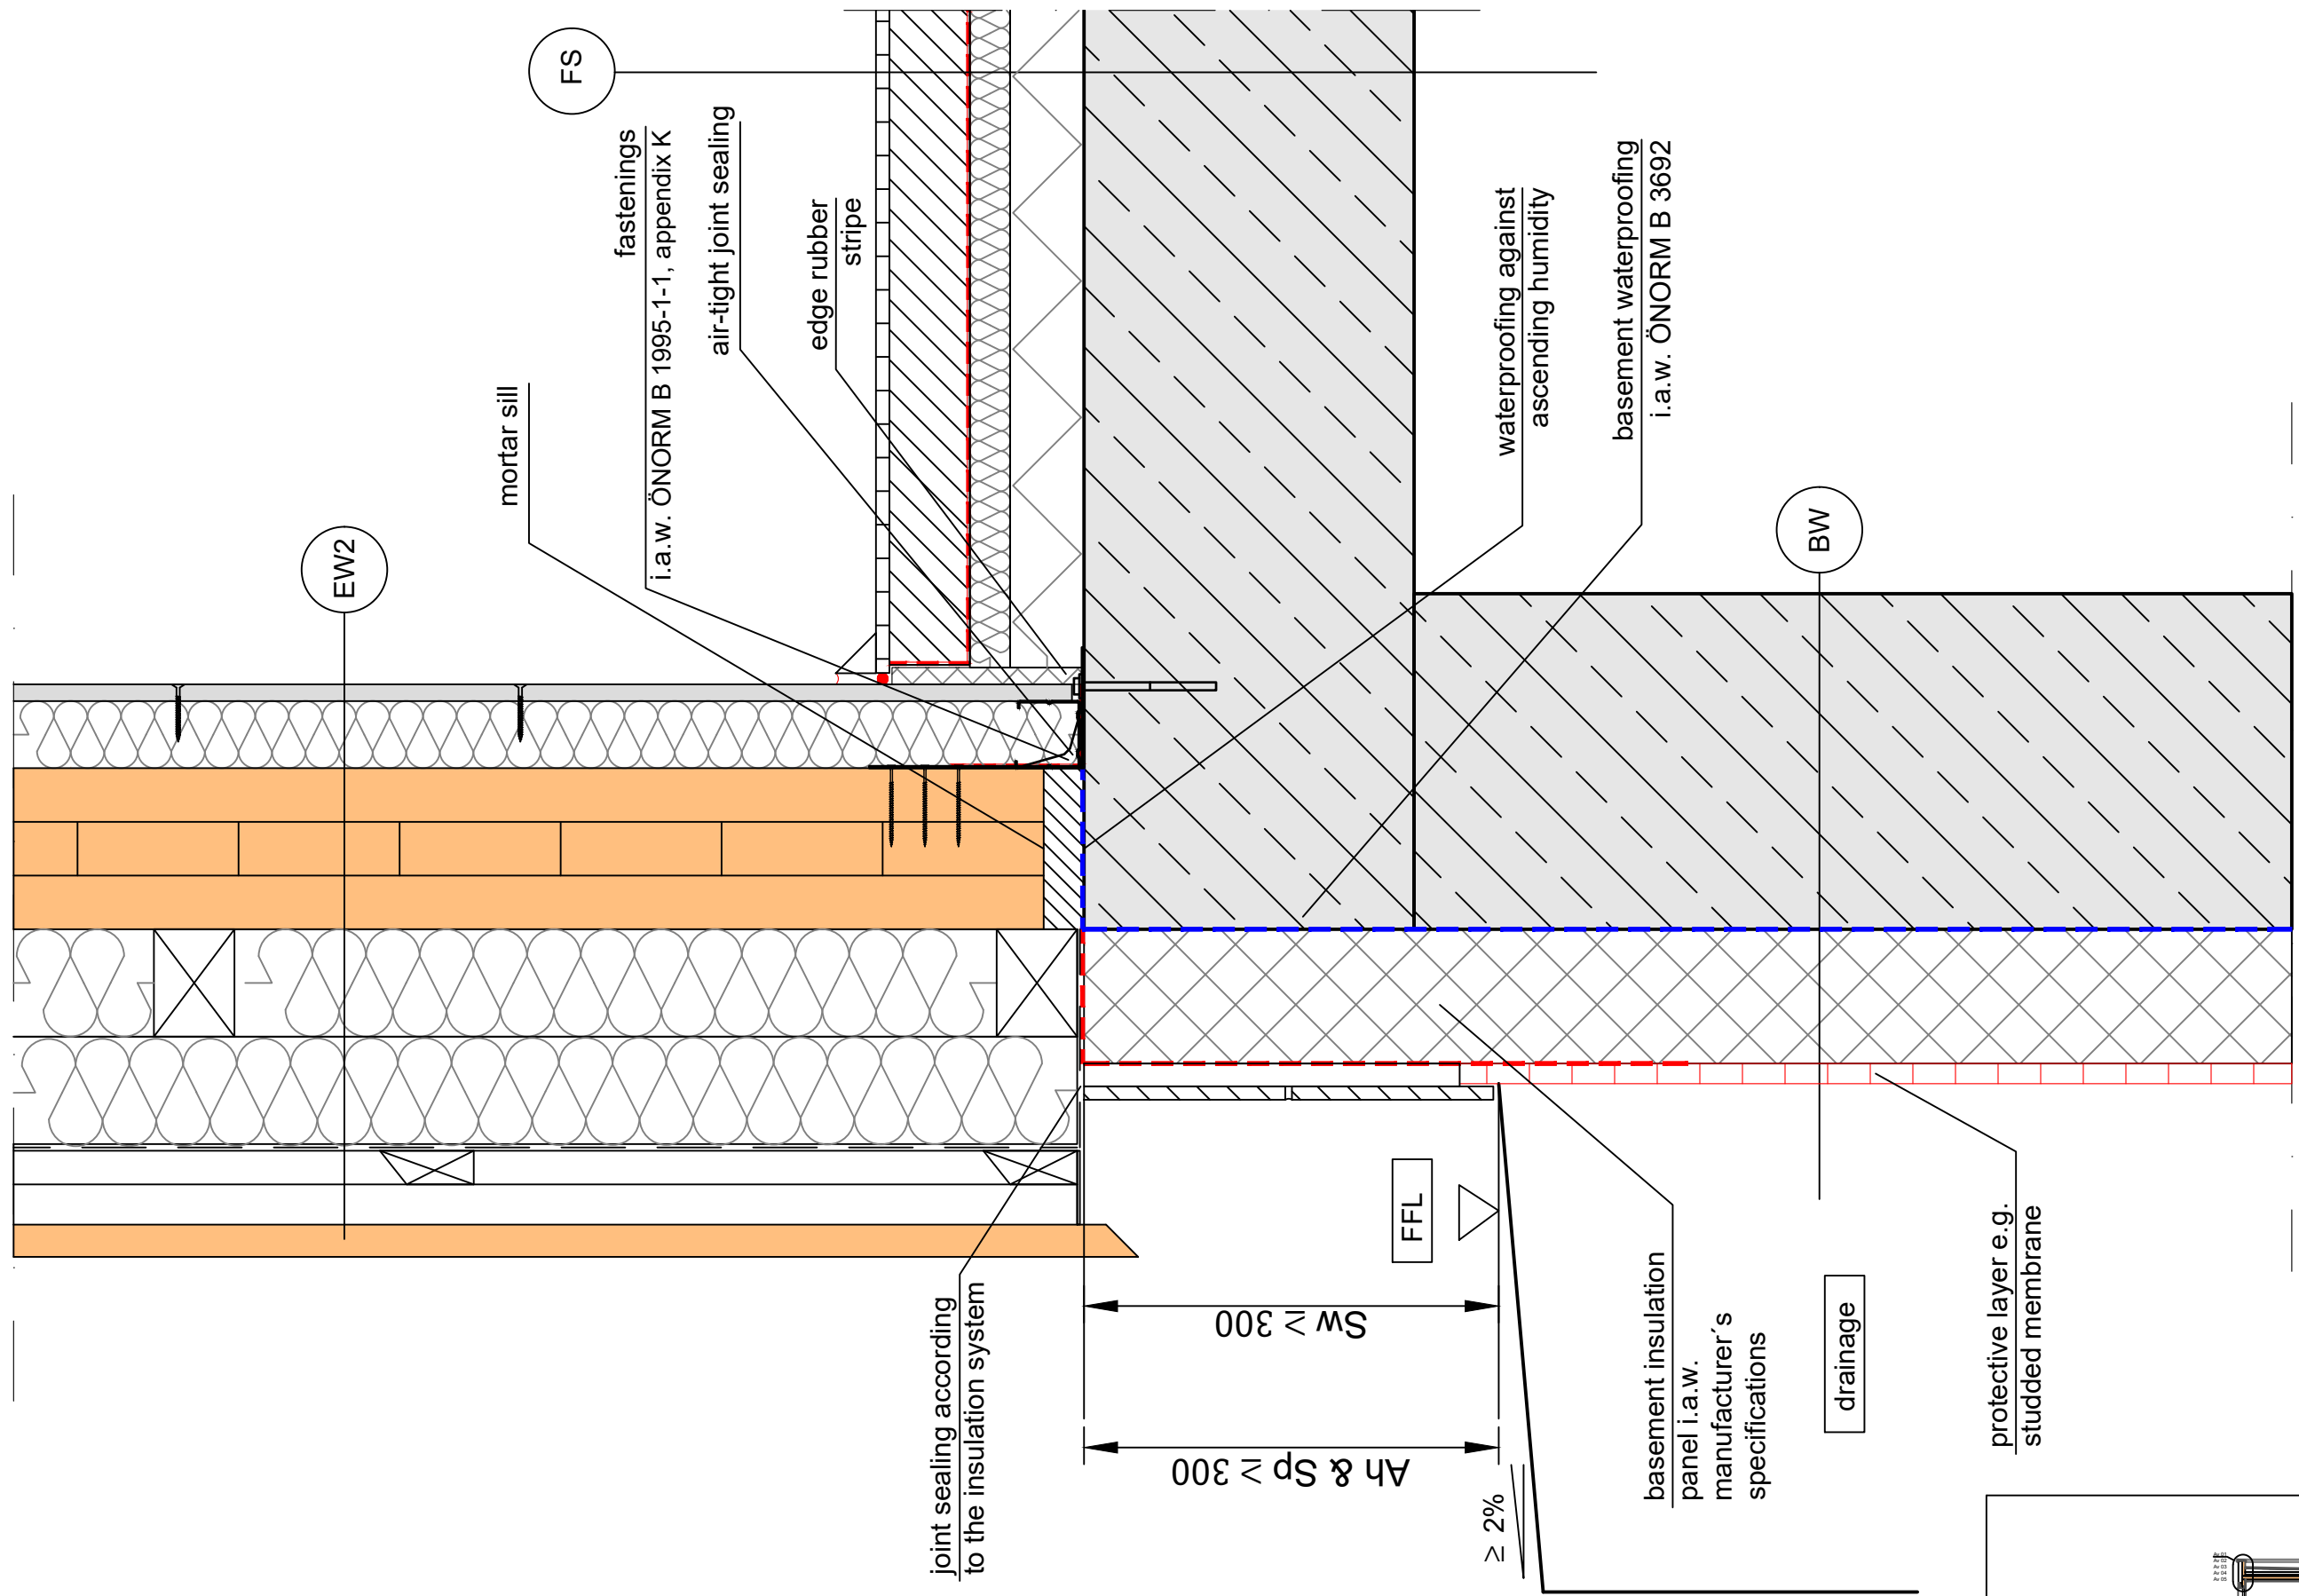 FS
EW2
mortar sill
fastenings
i.a.w. ÖNORM B 1995-1-1, appendix K
air-tight joint sealing
edge rubber
stripe
waterproofing against
ascending humidity
basement waterproofing
i.a.w. ÖNORM B 3692
BW
joint sealing according
to the insulation system
Sw ≥ 300
Ah & Sp ≥ 300
FFL
≥ 2%
basement insulation
panel i.a.w.
manufacturer´s
specifications
drainage
protective layer e.g.
studded membrane